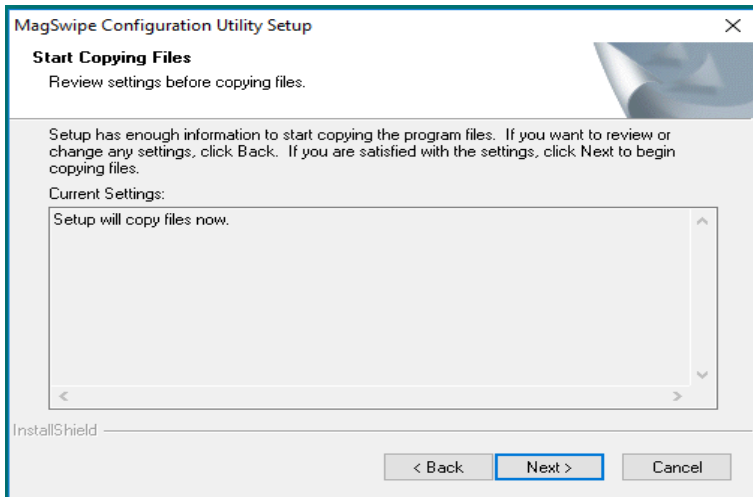 MagSwipe Configuration Utility Setup
Start Copying Files
Review settings before copying files.
Setup has enough information to start copying the program files.  If you want to review or
change any settings, click Back.  If you are satisfied with the settings, click Next to begin
copying files.
Current Settings:
Setup will copy files now.
InstallShield
< Back
Next >
Cancel